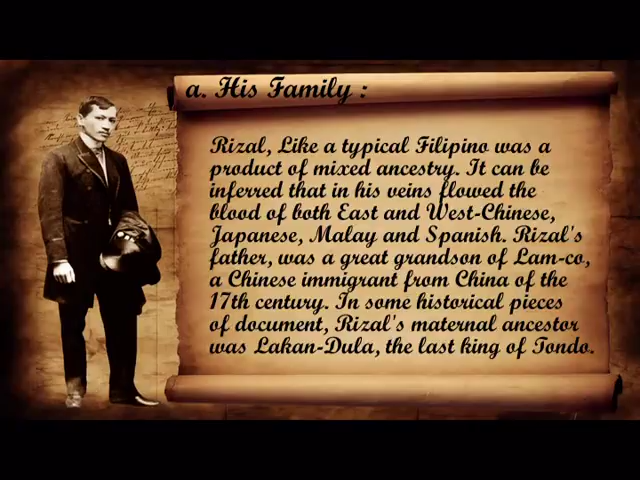 a. His Family :
Rizal, Like a typical Filipino was a
product of mixed ancestry. It can be
inferred that in his veins flowed the
blood of both East and West-Chinese,
Japanese, Malay and Spanish. Rizal's
father, was a great grandson of Lam-co,
a Chinese immigrant from China of the
17th century. In some historical pieces
of document, Rizal's maternal ancestor
was Lakan-Dula, the last king of Tondo.